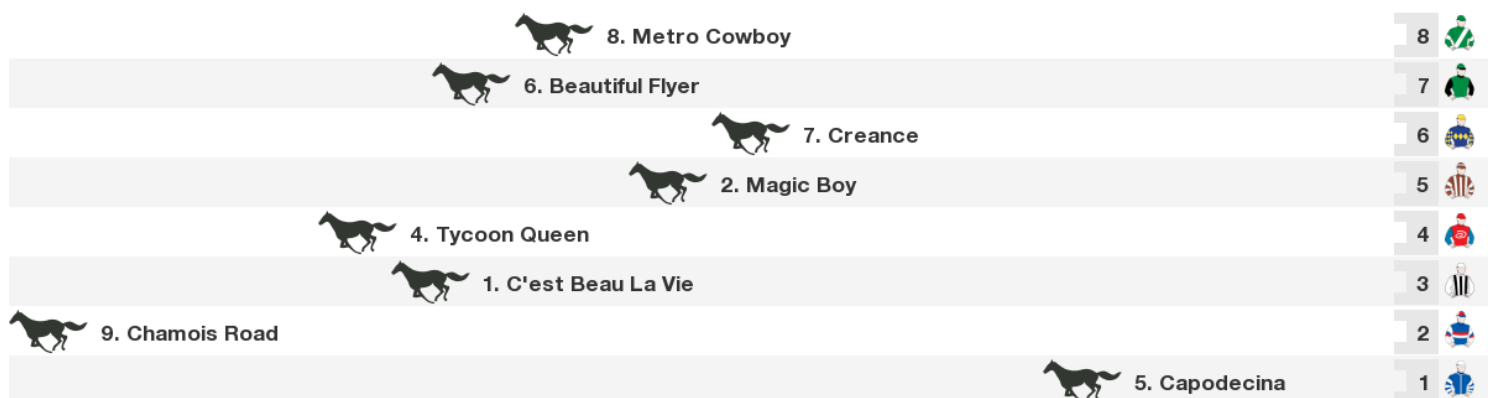 8. Metro Cowboy 8
6. Beautiful Flyer 7
7. Creance 6
2. Magic Boy 5
4. Tycoon Queen 4
1. C'est Beau La Vie 3
9. Chamois Road 2
5. Capodecina 1